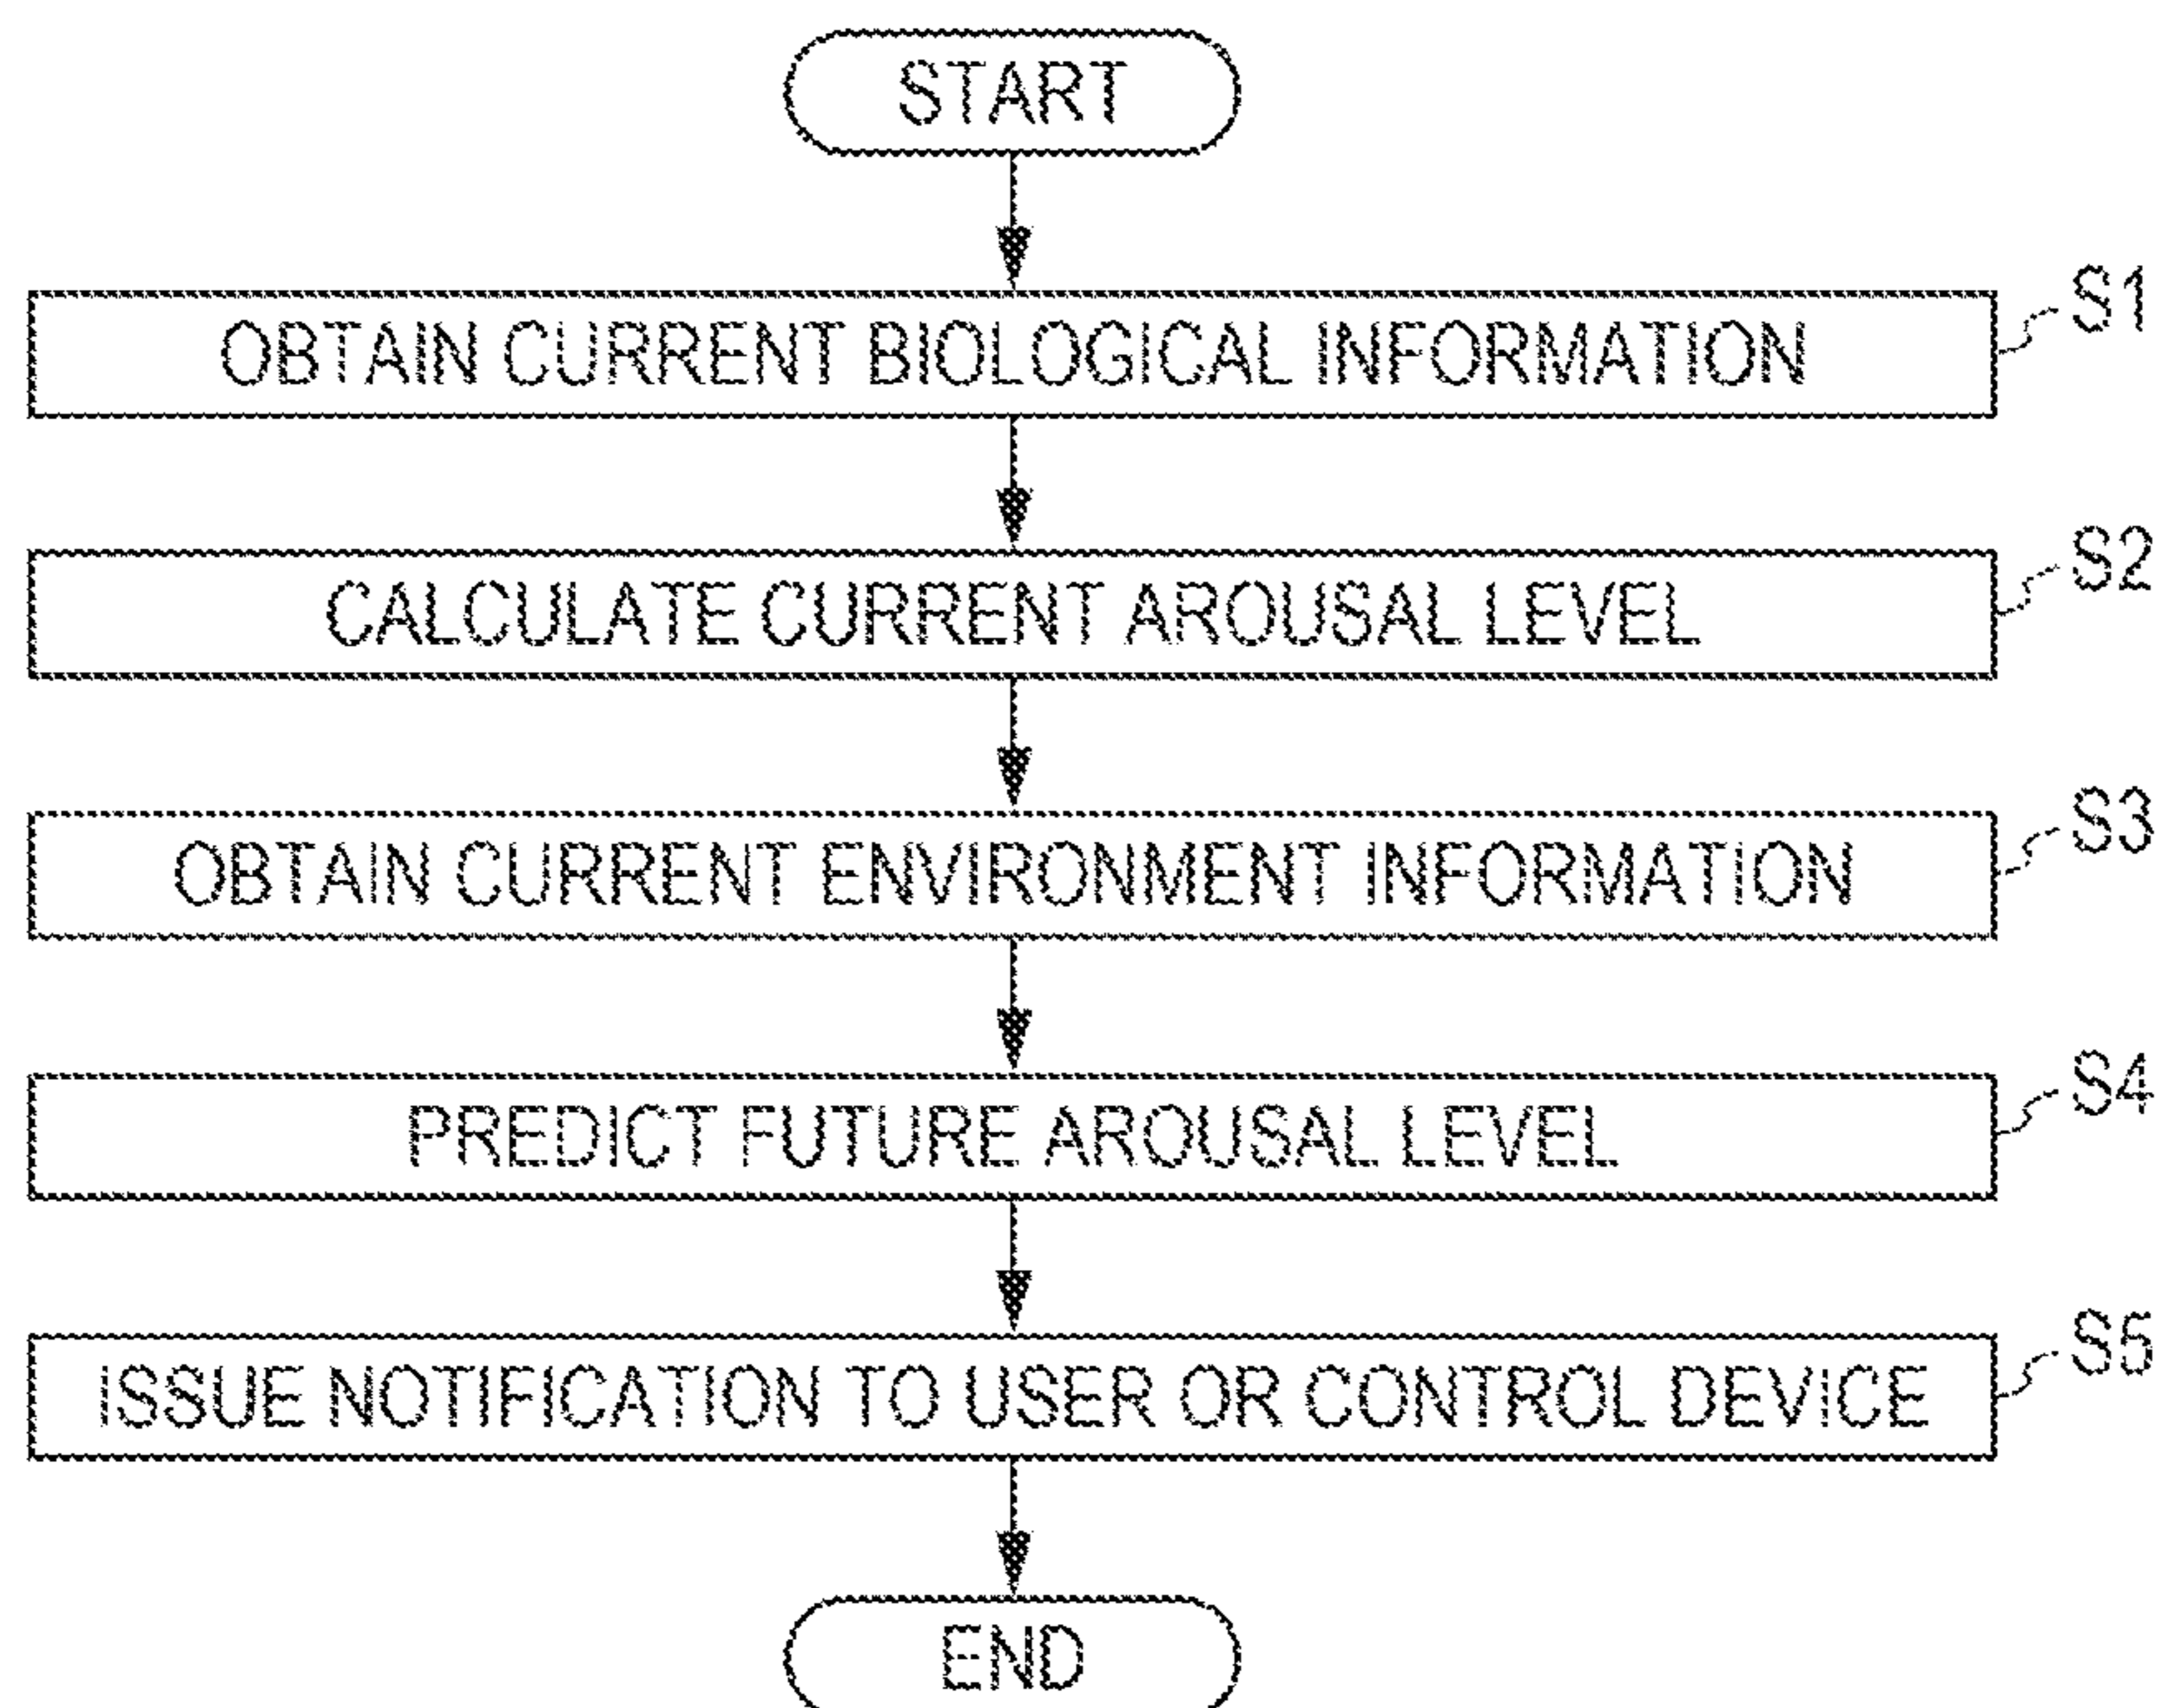 START
OBTAIN CURRENT BIOLOGICAL INFORMATION
S1
CALCULATE CURRENT AROUSAL LEVEL
S2
OBTAIN CURRENT ENVIRONMENT INFORMATION
S3
PREDICT FUTURE AROUSAL LEVEL
S4
ISSUE NOTIFICATION TO USER OR CONTROL DEVICE
S5
END